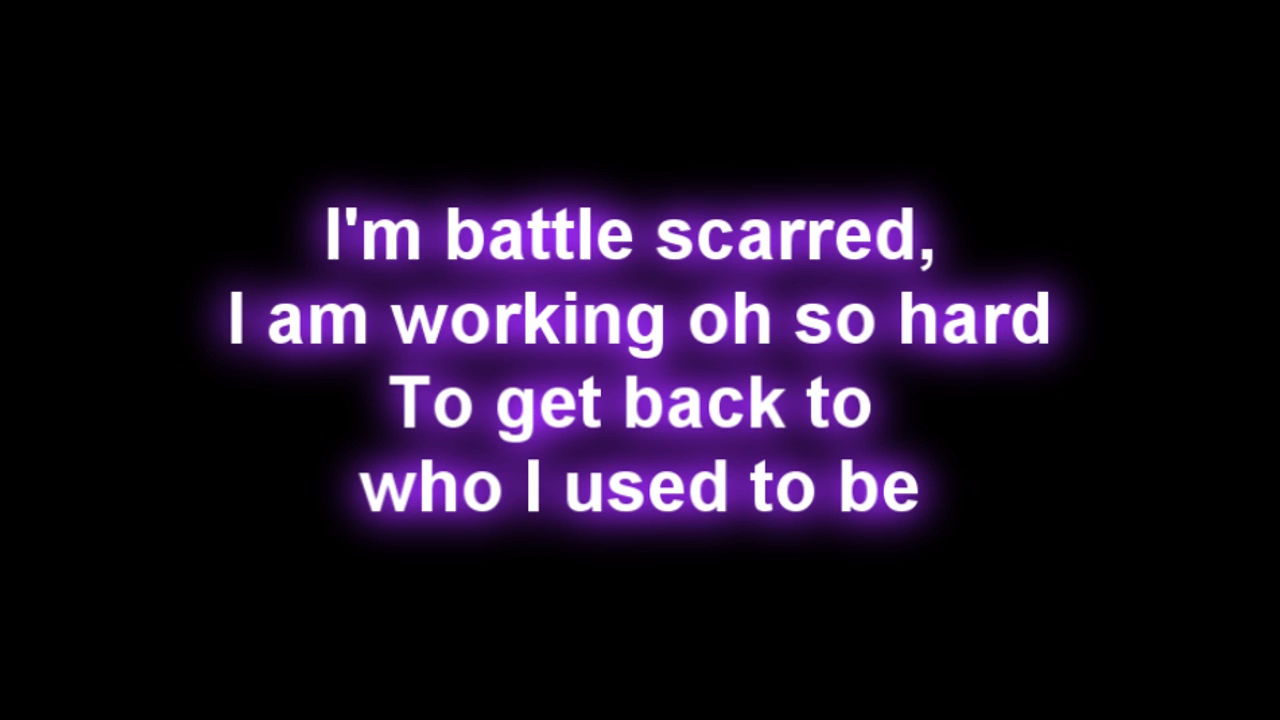 I'm battle scarred,
I am working oh so hard
To get back to
who I used to be